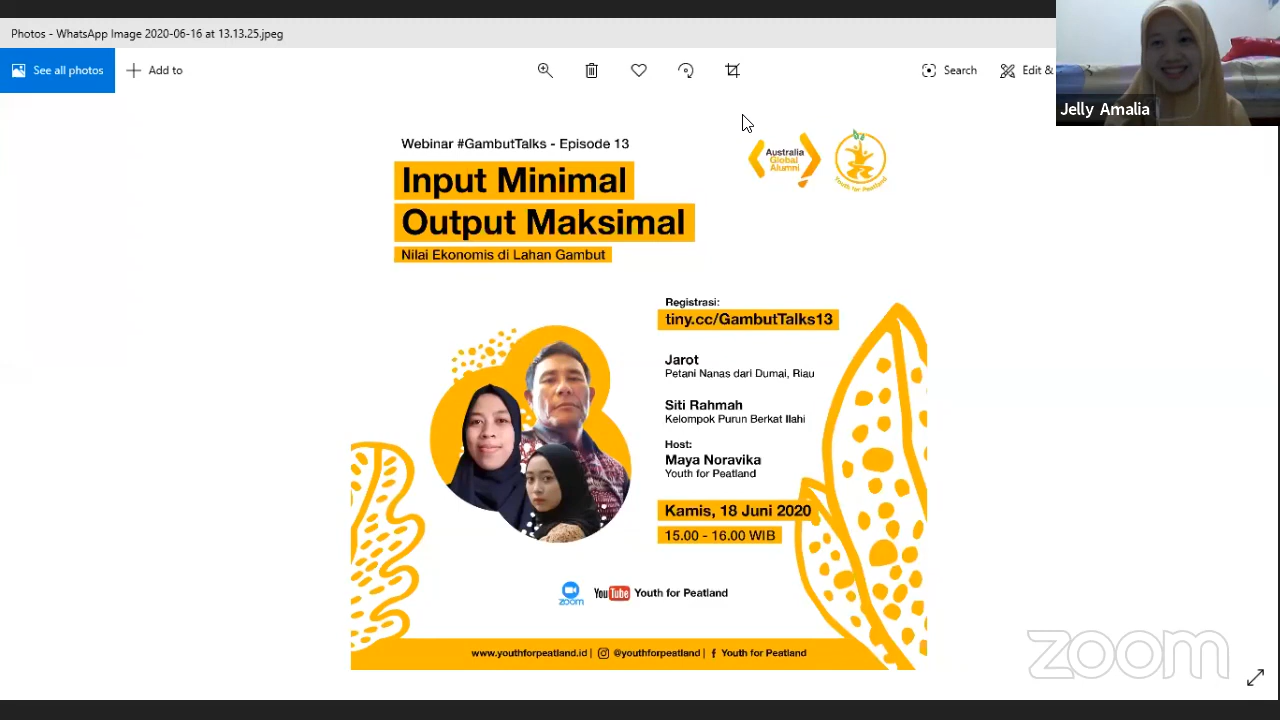 Photos - WhatsApp Image 2020-06-16 at 13.13.25.jpeg
See all photos
Add to
Search
Edit &
Jelly Amalia
Webinar #GambutTalks - Episode 13
Input Minimal
Output Maksimal
Nilai Ekonomis di Lahan Gambut
Australia
Global
Alumni
Youth for Peatland
Registrasi:
tiny.cc/GambutTalks13
Jarot
Petani Nanas dari Dumai, Riau
Siti Rahmah
Kelompok Purun Berkat Ilahi
Host:
Maya Noravika
Youth for Peatland
Kamis, 18 Juni 2020
15.00 - 16.00 WIB
zoom
YouTube Youth for Peatland
www.youthforpeatland.id | @youthforpeatland | f Youth for Peatland
zoom